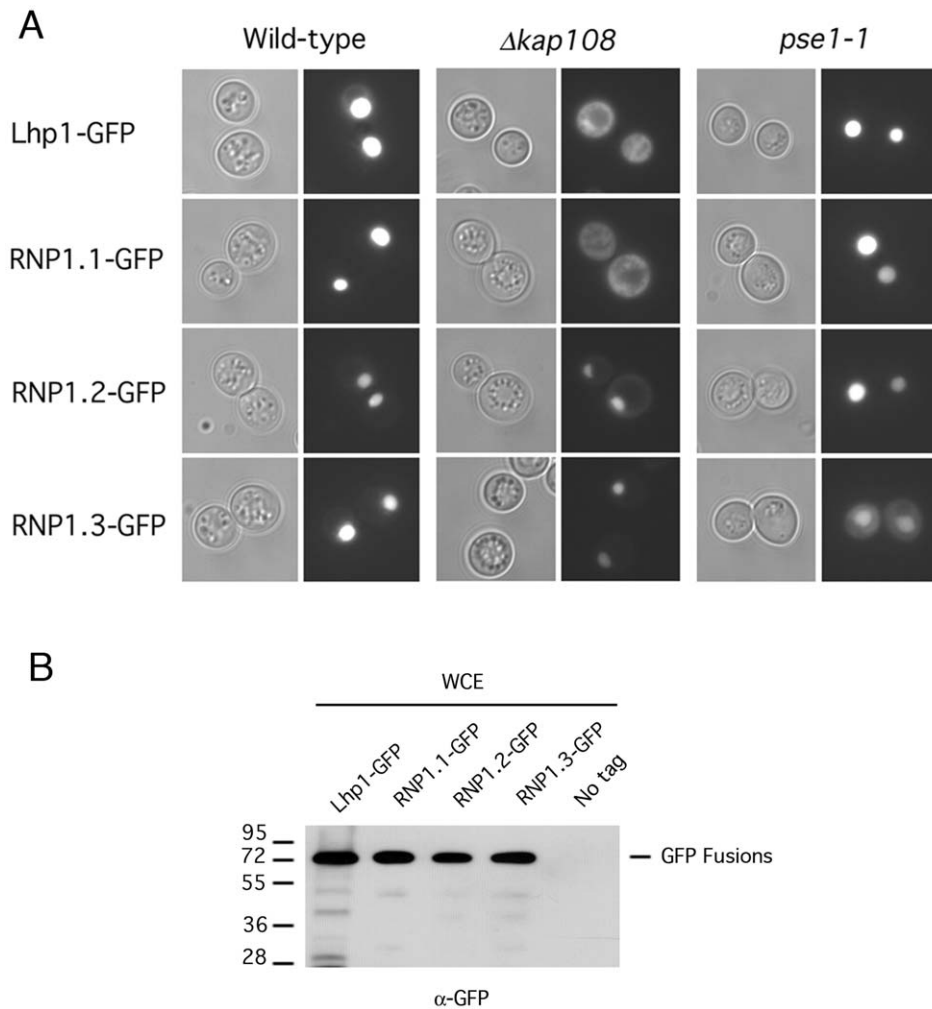 A
Wild-type
Δkap108
pse1-1
Lhp1-GFP
RNP1.1-GFP
RNP1.2-GFP
RNP1.3-GFP
B
WCE
Lhp1-GFP
RNP1.1-GFP
RNP1.2-GFP
RNP1.3-GFP
No tag
95
72
55
36
28
GFP Fusions
α-GFP